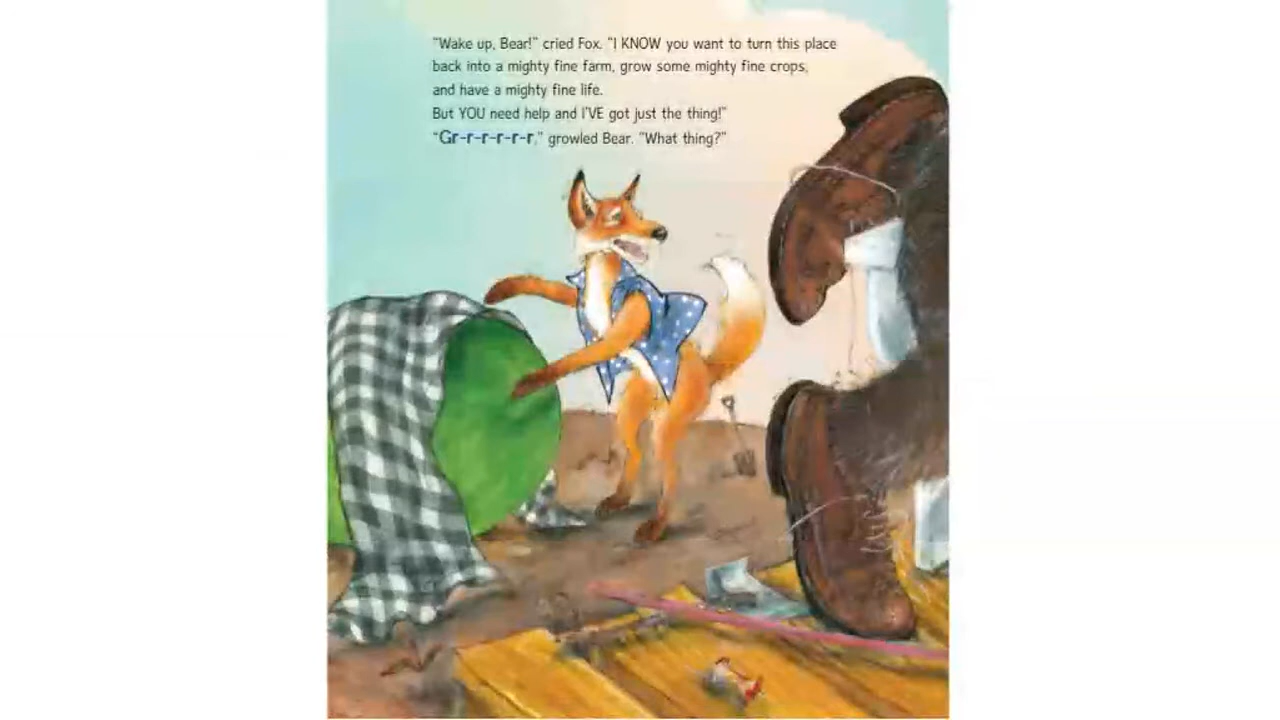 "Wake up, Bear!" cried Fox. "I KNOW you want to turn this place
back into a mighty fine farm, grow some mighty fine crops,
and have a mighty fine life.
But YOU need help and I'VE got just the thing!"
"Gr-r-r-r-r-r," growled Bear. "What thing?"